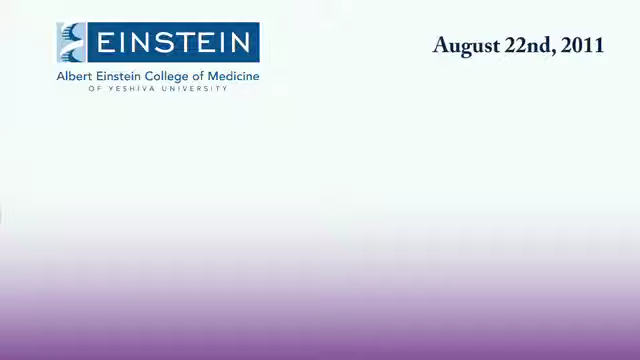 EINSTEIN
Albert Einstein College of Medicine
OF YESHIVA UNIVERSITY
August 22nd, 2011